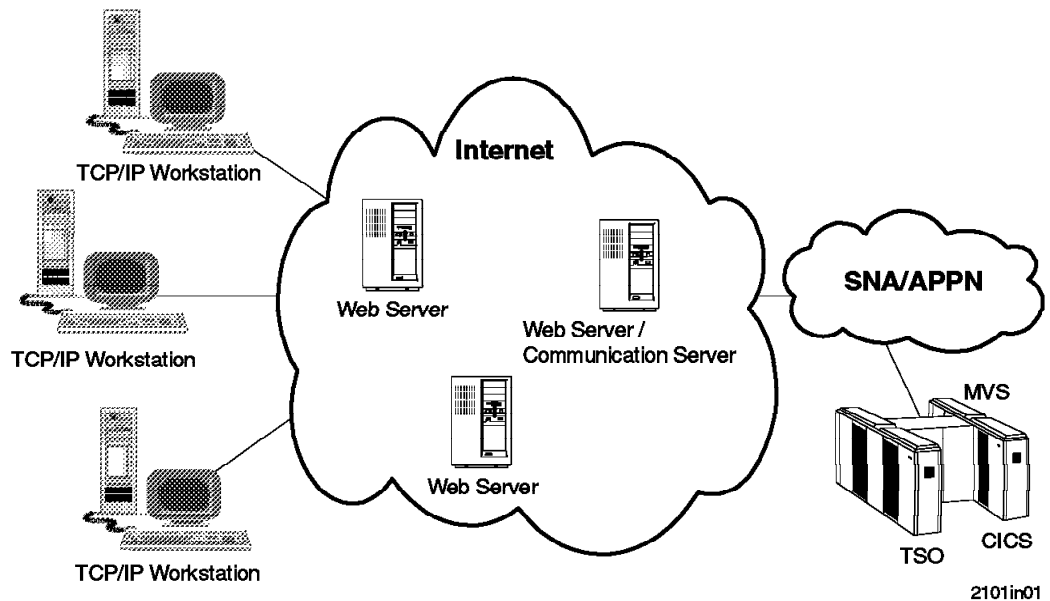 Internet
TCP/IP Workstation
Web Server
SNA/APPN
Web Server /
Communication Server
TCP/IP Workstation
MVS
Web Server
TSO
CICS
TCP/IP Workstation
2101in01